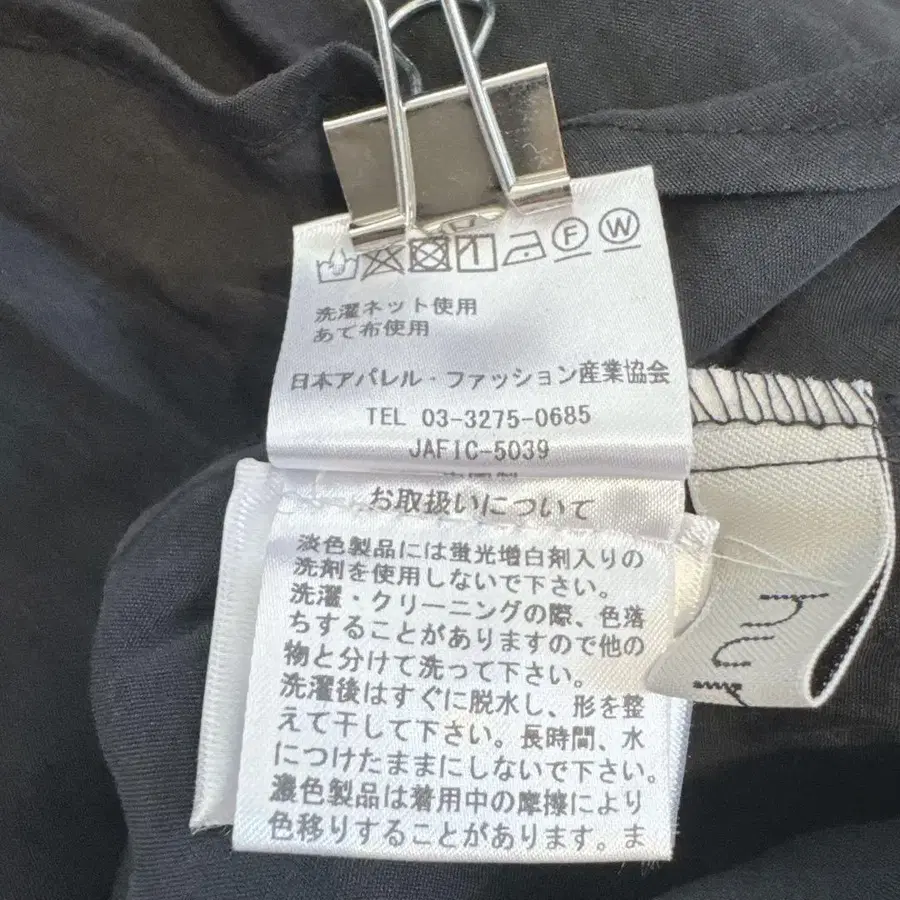 F W
洗濯ネット使用
あて布使用
日本アパレル・ファッション産業協会
TEL 03-3275-0685
JAFIC-5039
お取扱いについて
淡色製品には蛍光増白剤入りの
洗剤を使用しないで下さい。
洗濯・クリーニングの際、色落
ちすることがありますので他の
物と分けて洗って下さい。
洗濯後はすぐに脱水し、形を整
えて干して下さい。長時間、水
につけたままにしないで下さい。
濃色製品は着用中の摩擦により
色移りすることがあります。ま